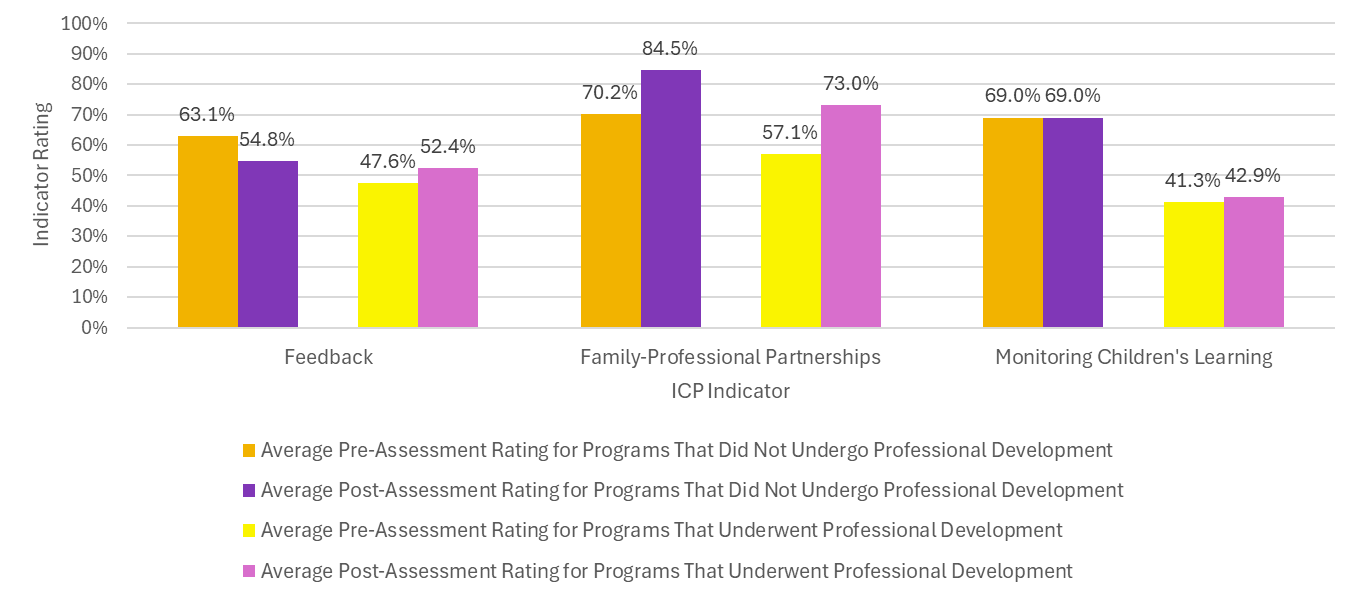 100%
90%
80%
70%
60%
50%
40%
30%
20%
10%
0%
Indicator Rating
63.1%
54.8%
47.6%
52.4%
70.2%
84.5%
57.1%
73.0%
69.0%
69.0%
41.3%
42.9%
Feedback
Family-Professional Partnerships
Monitoring Children's Learning
ICP Indicator
Average Pre-Assessment Rating for Programs That Did Not Undergo Professional Development
Average Post-Assessment Rating for Programs That Did Not Undergo Professional Development
Average Pre-Assessment Rating for Programs That Underwent Professional Development
Average Post-Assessment Rating for Programs That Underwent Professional Development